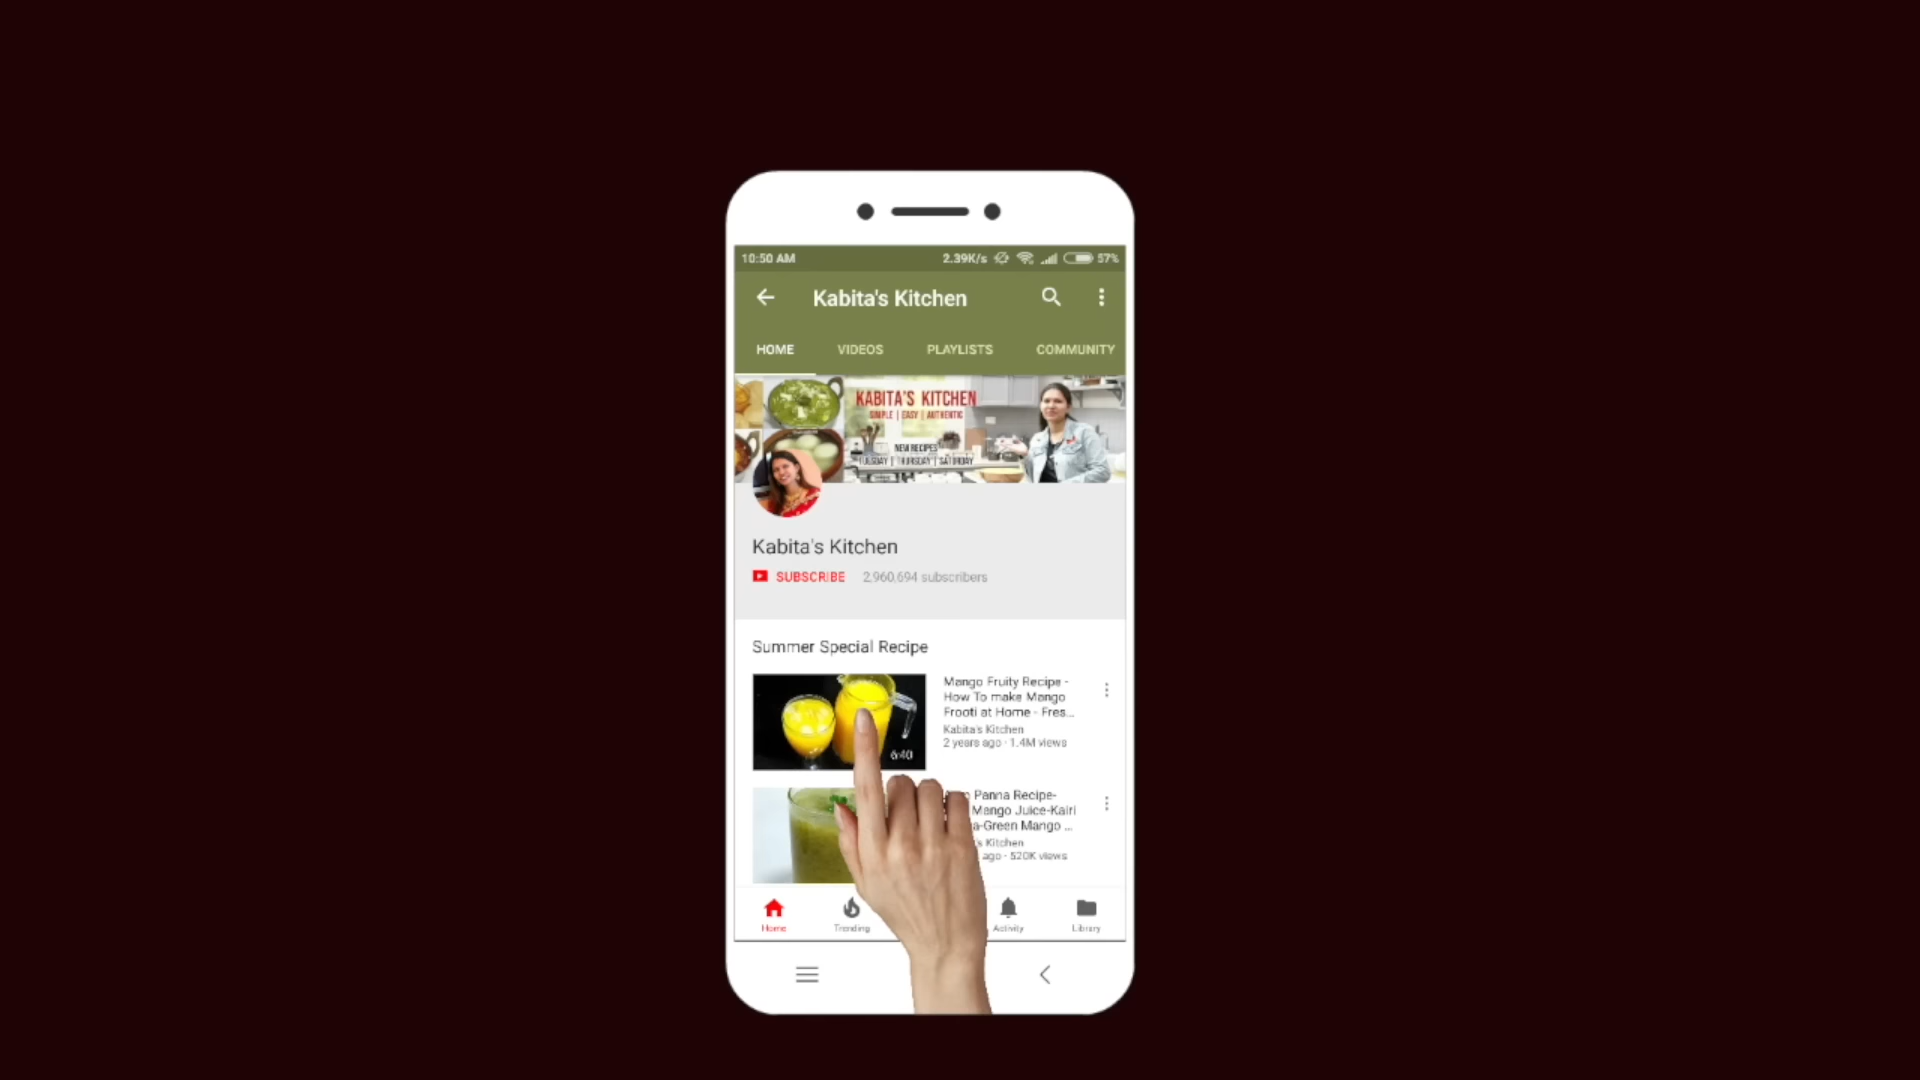 10:50 AM 2.39K/s 57%
Kabita's Kitchen
HOME VIDEOS PLAYLISTS COMMUNITY
KABITA'S KITCHEN
SIMPLE | EASY | AUTHENTIC
NEW RECIPES
TUESDAY | THURSDAY | SATURDAY
Kabita's Kitchen
SUBSCRIBE 2,960,694 subscribers
Summer Special Recipe
Mango Fruity Recipe -
How To make Mango
Frooti at Home - Fres...
Kabita's Kitchen
2 years ago · 1.4M views
6:40
Panna Recipe-
Mango Juice-Kairi
a-Green Mango ...
's Kitchen
ago · 520K views
Home Trending Activity Library